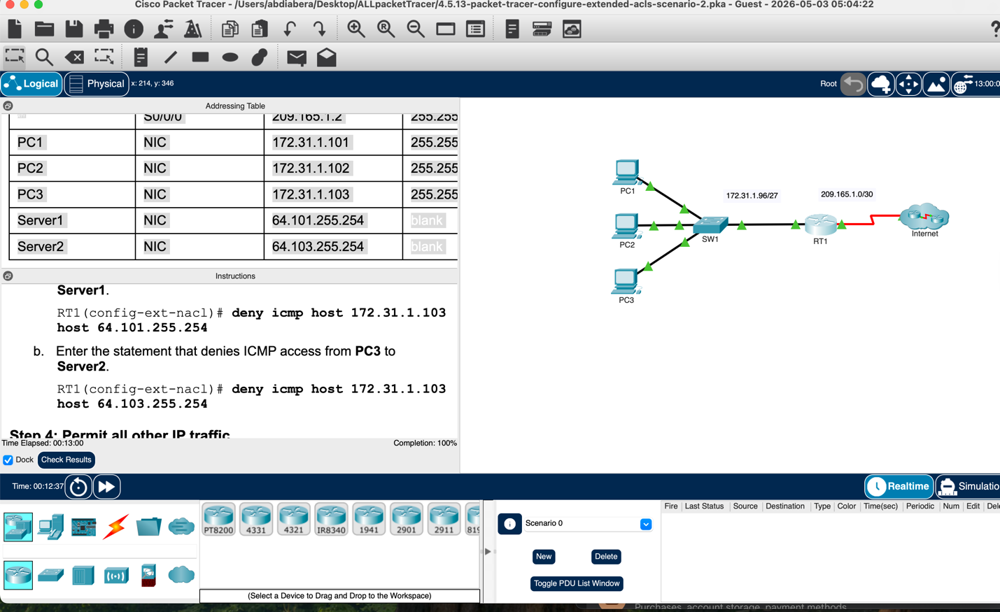 Cisco Packet Tracer - /Users/abdiabera/Desktop/ALLpacketTracer/4.5.13-packet-tracer-configure-extended-acls-scenario-2.pka - Guest - 2026-05-03 05:04:22
Logical
Physical
x: 214, y: 346
Root
13:00:0
Addressing Table
S0/0/0 209.165.1.2 255.255
PC1 NIC 172.31.1.101 255.255
PC2 NIC 172.31.1.102 255.255
PC3 NIC 172.31.1.103 255.255
Server1 NIC 64.101.255.254 blank
Server2 NIC 64.103.255.254 blank
Instructions
Server1.
RT1(config-ext-nacl)# deny icmp host 172.31.1.103
host 64.101.255.254
b. Enter the statement that denies ICMP access from PC3 to
Server2.
RT1(config-ext-nacl)# deny icmp host 172.31.1.103
host 64.103.255.254
Step 4: Permit all other IP traffic.
Time Elapsed: 00:13:00
Completion: 100%
Dock
Check Results
PC1
172.31.1.96/27
209.165.1.0/30
PC2
SW1
RT1
Internet
PC3
Time: 00:12:37
Realtime
Simulatio
PT8200 4331 4321 IR8340 1941 2901 2911 819
(Select a Device to Drag and Drop to the Workspace)
Scenario 0
New
Delete
Toggle PDU List Window
Fire Last Status Source Destination Type Color Time(sec) Periodic Num Edit Dele
Purchases, account storage, payment methods